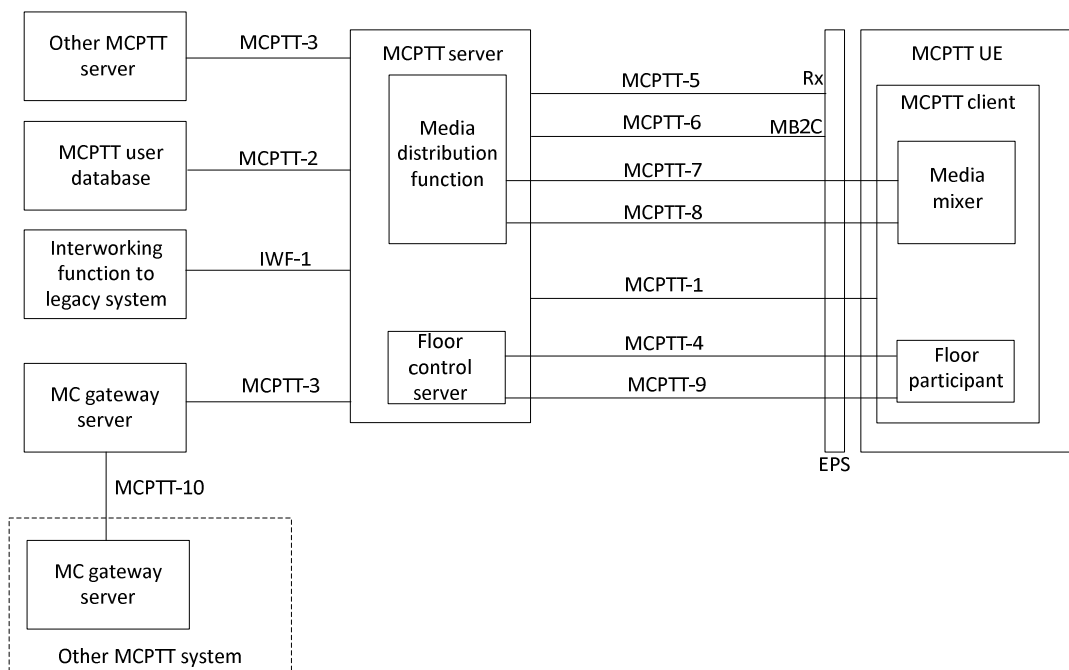 Other MCPTT
server
MCPTT-3
MCPTT user
database
MCPTT-2
Interworking
function to
legacy system
IWF-1
MC gateway
server
MCPTT-3
MCPTT-10
MC gateway
server
Other MCPTT system
MCPTT server
Media
distribution
function
Floor
control
server
MCPTT-5
Rx
MCPTT-6
MB2C
MCPTT-7
MCPTT-8
MCPTT-1
MCPTT-4
MCPTT-9
EPS
MCPTT UE
MCPTT client
Media
mixer
Floor
participant